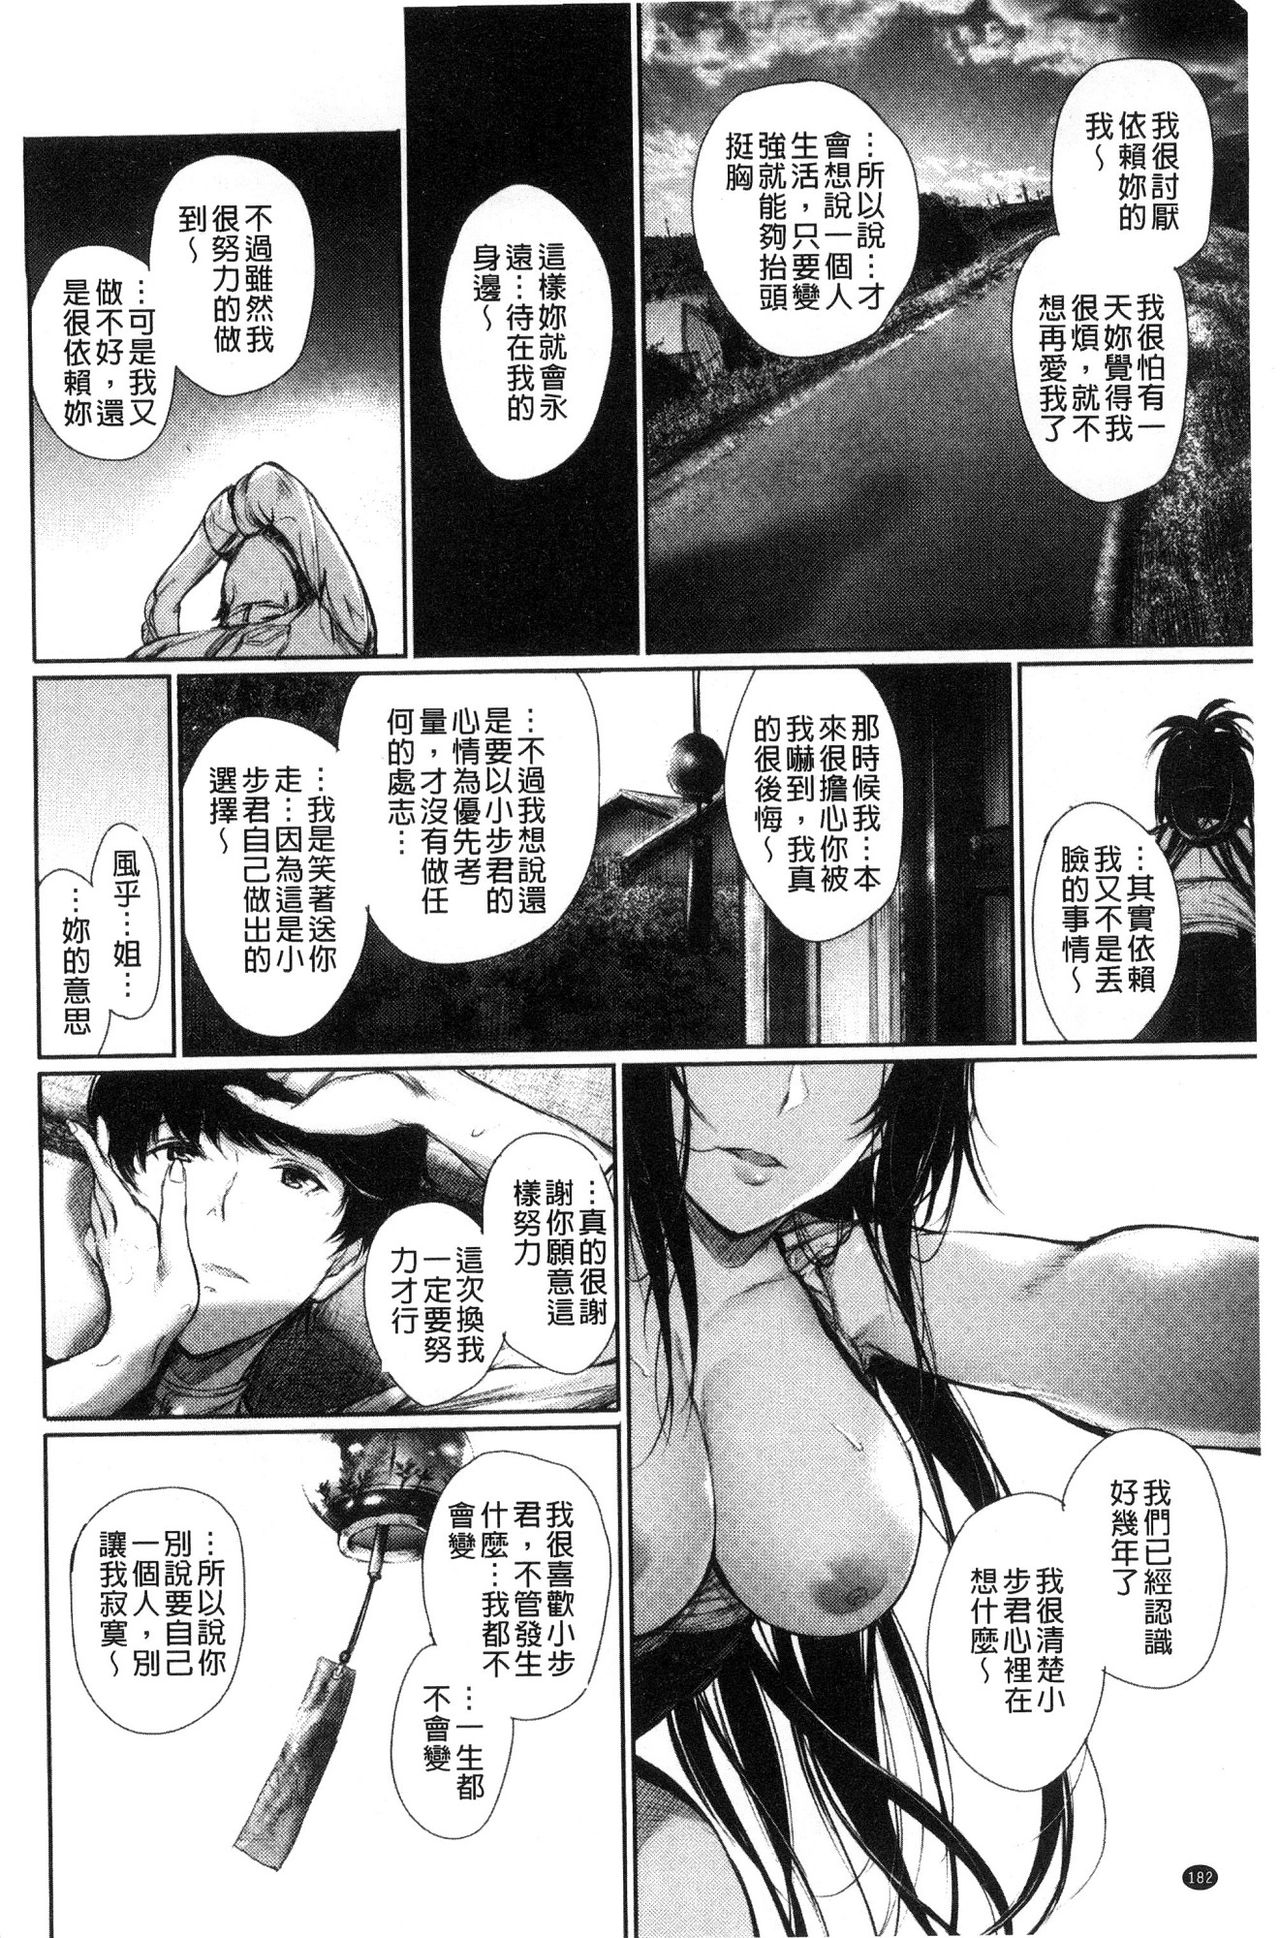 我很討厭
依賴妳的
我～
我很怕有一
天妳覺得我
很煩，就不
想再愛我了
…所以說…才
會想說一個人
生活，只要變
強就能夠抬頭
挺胸
這樣妳就會永
遠…待在我的
身邊～
不過雖然我
很努力的做
到～
…可是我又
做不好，還
是很依賴妳
…其實依賴
我又不是丟
臉的事情～
那時候我…本
來很擔心你被
我嚇到，我真
的很後悔～
…不過我想說還
是要以小步君的
心情為優先考
量，才沒有做任
何的處志…
…我是笑著送你
走…因為這是小
步君自己做出的
選擇～
風乎…姐…
…妳的意思
我們已經認識
好幾年了
我很清楚小
步君心裡在
想什麼～
…真的很謝
謝你願意這
樣努力
這次換我
一定要努
力才行
我很喜歡小步
君，不管發生
什麼…我都不
會變
…一生都
不會變
…所以說你
別說要自己
一個人，別
讓我寂寞～
182